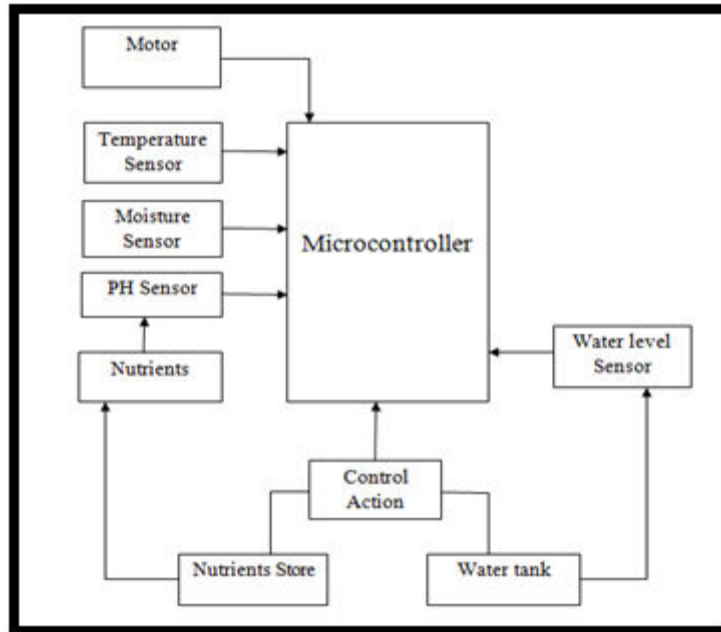 Motor
Temperature
Sensor
Moisture
Sensor
PH Sensor
Nutrients
Microcontroller
Water level
Sensor
Control
Action
Nutrients Store
Water tank